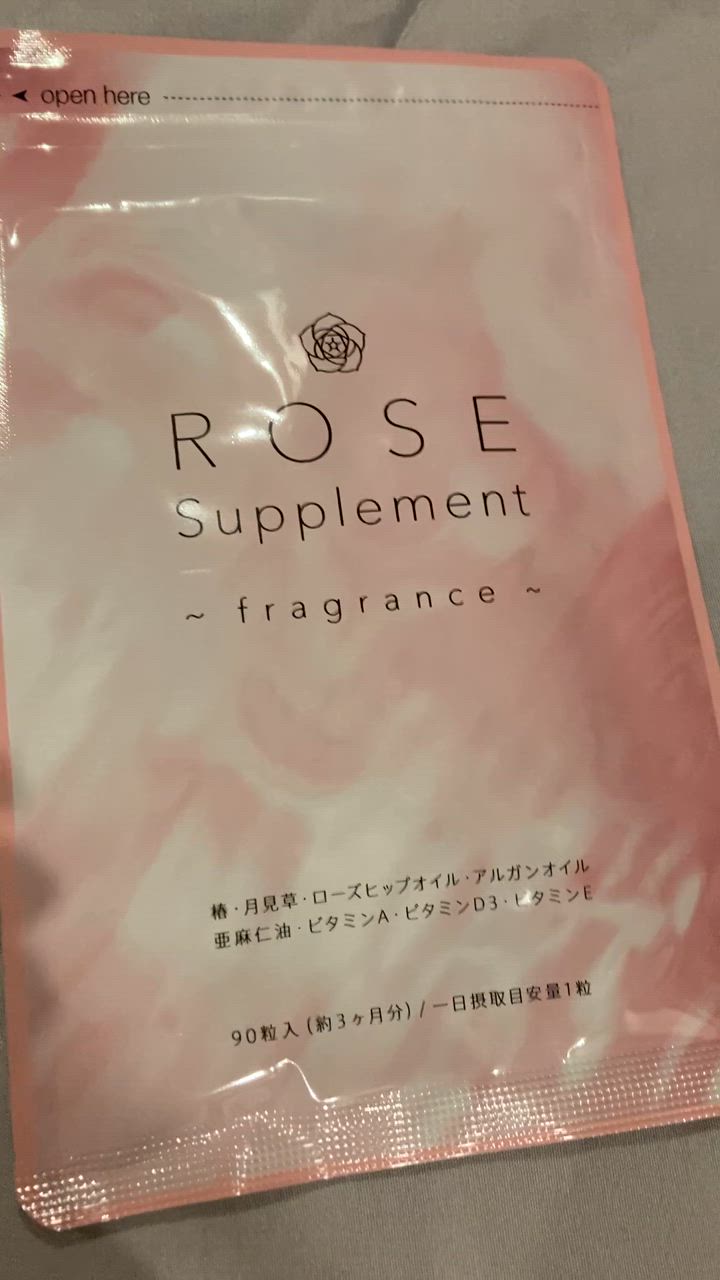 open here
ROSE
Supplement
~ fragrance ~
椿・月見草・ローズヒップオイル・アルガンオイル
亜麻仁油・ビタミンA・ビタミンD3・ビタミンE
90粒入(約3ヶ月分)/一日摂取目安量1粒